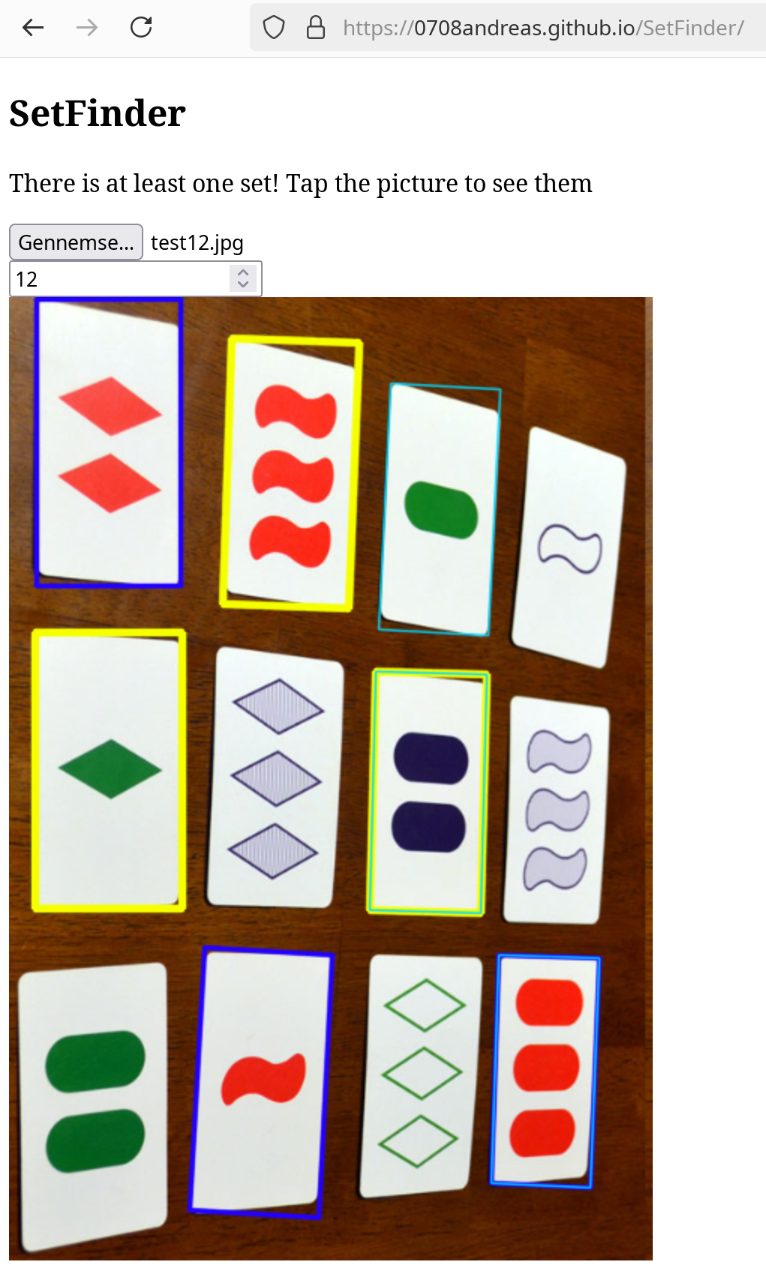 https://0708andreas.github.io/SetFinder/
SetFinder
There is at least one set! Tap the picture to see them
Gennemse... test12.jpg
12